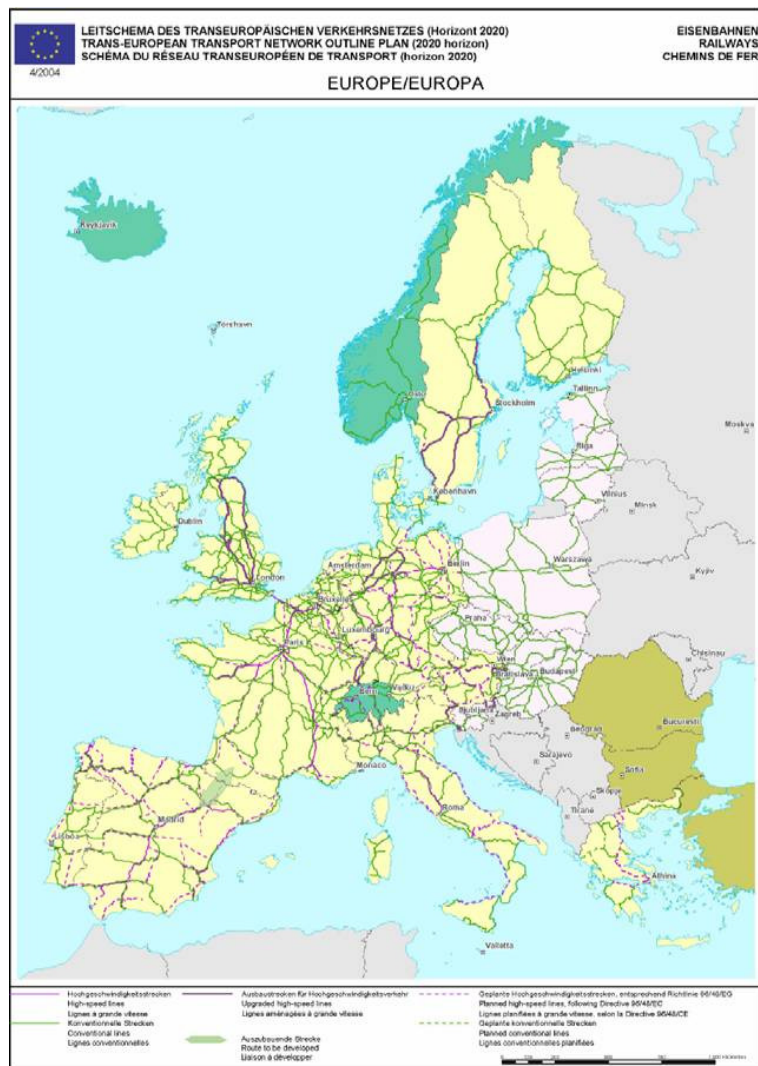 LEITSCHEMA DES TRANSEUROPÄISCHEN VERKEHRSNETZES (Horizont 2020)
TRANS-EUROPEAN TRANSPORT NETWORK OUTLINE PLAN (2020 horizon)
SCHÉMA DU RÉSEAU TRANSEUROPÉEN DE TRANSPORT (horizon 2020)
EISENBAHNEN
RAILWAYS
CHEMINS DE FER
4/2004
EUROPE/EUROPA
Reykjavik
Tórshavn
Helsinki
Tallinn
Oslo
Stockholm
Moskva
Riga
København
Vilnius
Minsk
Dublin
Amsterdam
Berlin
Warszawa
London
Kyjiv
Bruxelles
Praha
Luxembourg
Paris
Wien
Chisinau
Bratislava
Budapest
Bern
Vaduz
Ljubljana
Zagreb
Bucuresti
Beograd
Monaco
Sarajevo
Sofia
Skopje
Roma
Tirane
Madrid
Lisboa
Athina
Valletta
Hochgeschwindigkeitsstrecken
High-speed lines
Lignes à grande vitesse
Konventionelle Strecken
Conventional lines
Lignes conventionnelles
Ausbaustrecken für Hochgeschwindigkeitsverkehr
Upgraded high-speed lines
Lignes aménagées à grande vitesse
Auszubauende Strecke
Route to be developed
Liaison à développer
Geplante Hochgeschwindigkeitsstrecken, entsprechend Richtlinie 96/48/EG
Planned high-speed lines, following Directive 96/48/EC
Lignes planifiées à grande vitesse, selon la Directive 96/48/CE
Geplante konventionelle Strecken
Planned conventional lines
Lignes conventionnelles planifiées